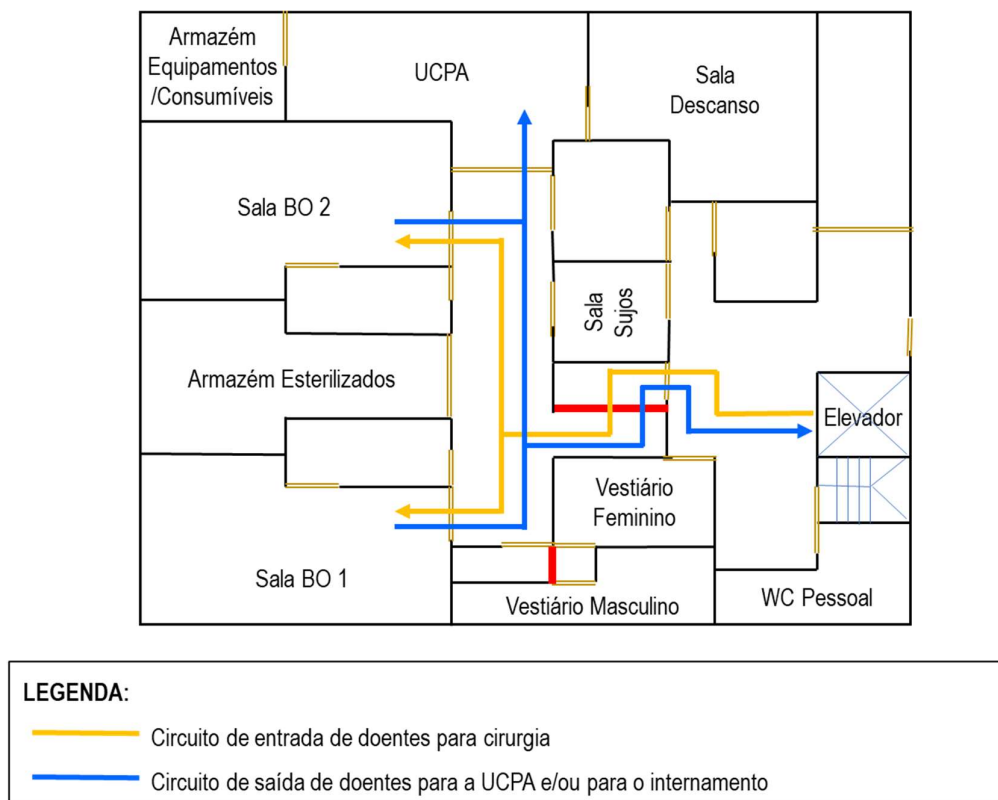 Armazém
Equipamentos
/Consumíveis
UCPA
Sala
Descanso
Sala BO 2
Sala
Sujos
Armazém Esterilizados
Elevador
Vestiário
Feminino
Sala BO 1
Vestiário Masculino
WC Pessoal
LEGENDA:
Circuito de entrada de doentes para cirurgia
Circuito de saída de doentes para a UCPA e/ou para o internamento